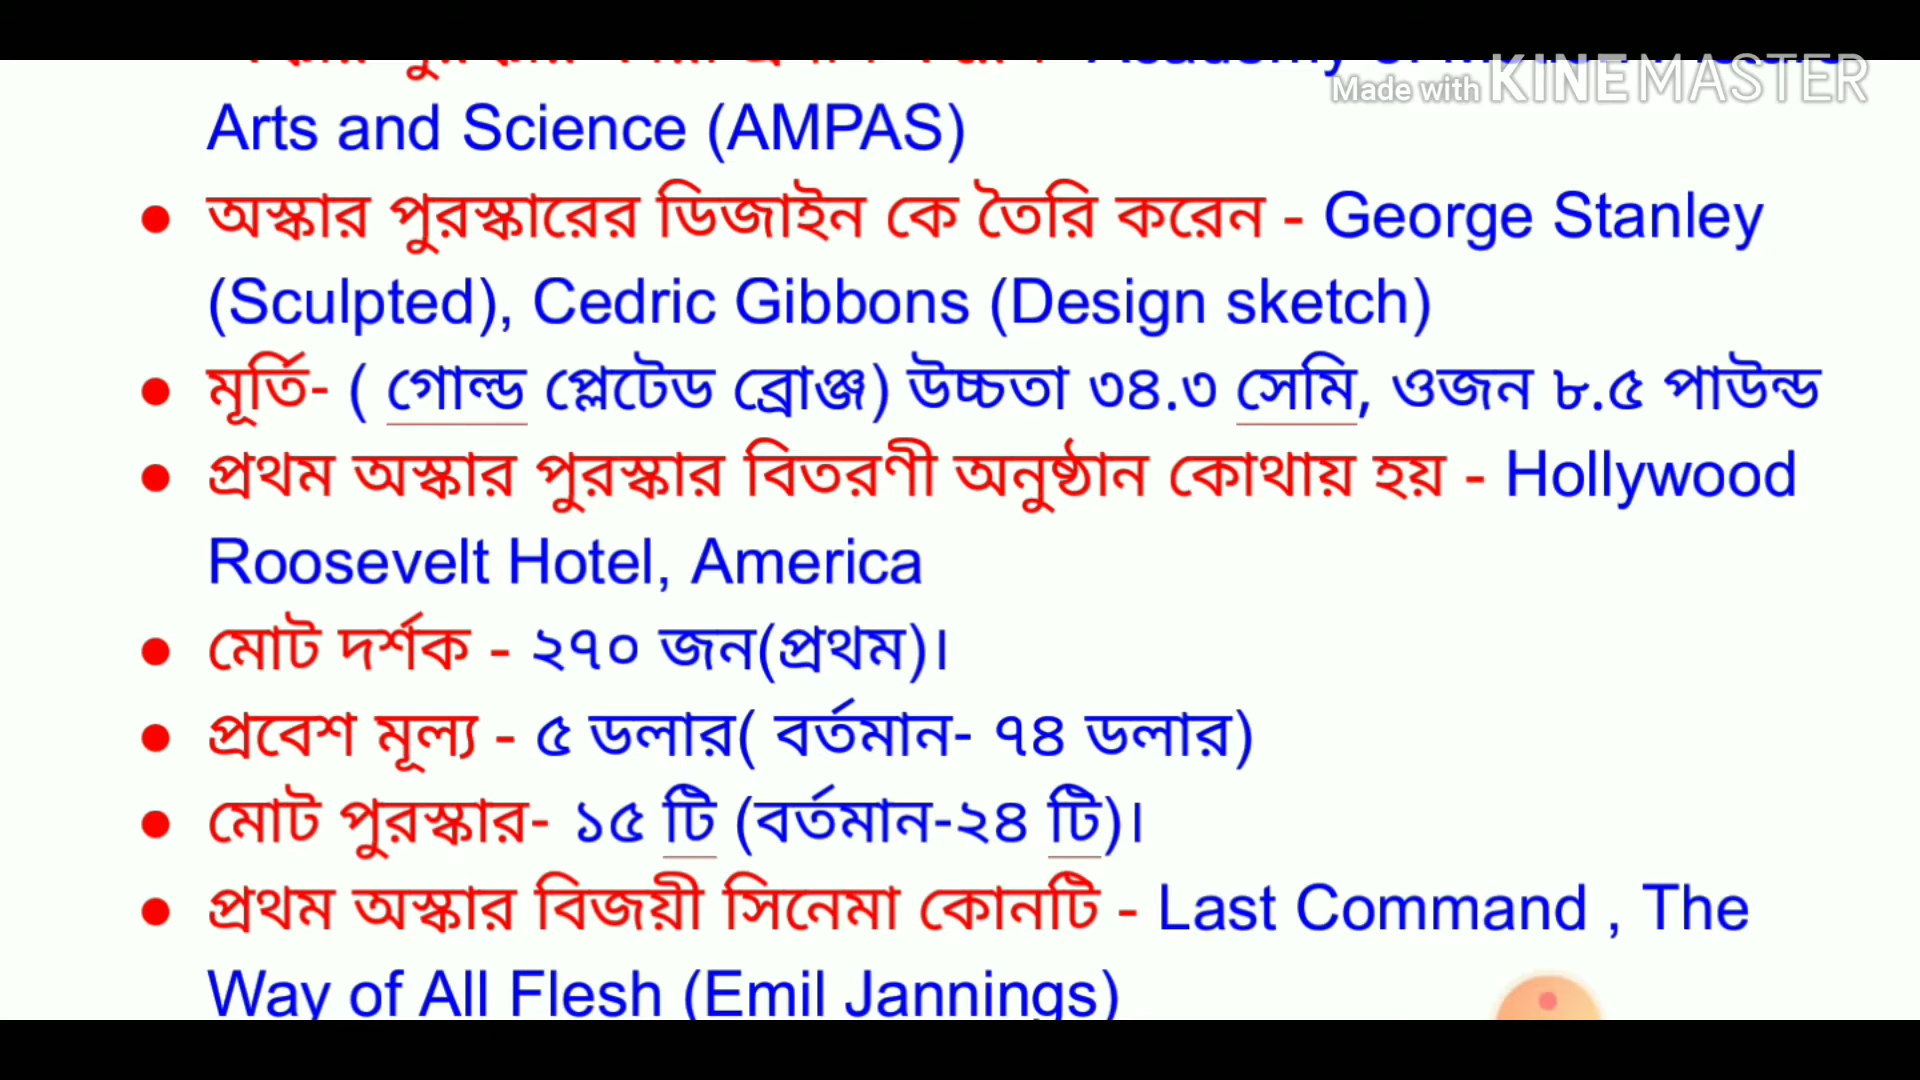 Made with KINEMASTER
Arts and Science (AMPAS)
● অস্কার পুরস্কারের ডিজাইন কে তৈরি করেন - George Stanley
(Sculpted), Cedric Gibbons (Design sketch)
● মূর্তি- ( গোল্ড প্লেটেড ব্রোঞ্জ) উচ্চতা ৩৪.৩ সেমি, ওজন ৮.৫ পাউন্ড
● প্রথম অস্কার পুরস্কার বিতরণী অনুষ্ঠান কোথায় হয় - Hollywood
Roosevelt Hotel, America
● মোট দর্শক - ২৭০ জন(প্রথম)।
● প্রবেশ মূল্য - ৫ ডলার( বর্তমান- ৭৪ ডলার)
● মোট পুরস্কার- ১৫ টি (বর্তমান-২৪ টি)।
● প্রথম অস্কার বিজয়ী সিনেমা কোনটি - Last Command , The
Way of All Flesh (Emil Jannings)